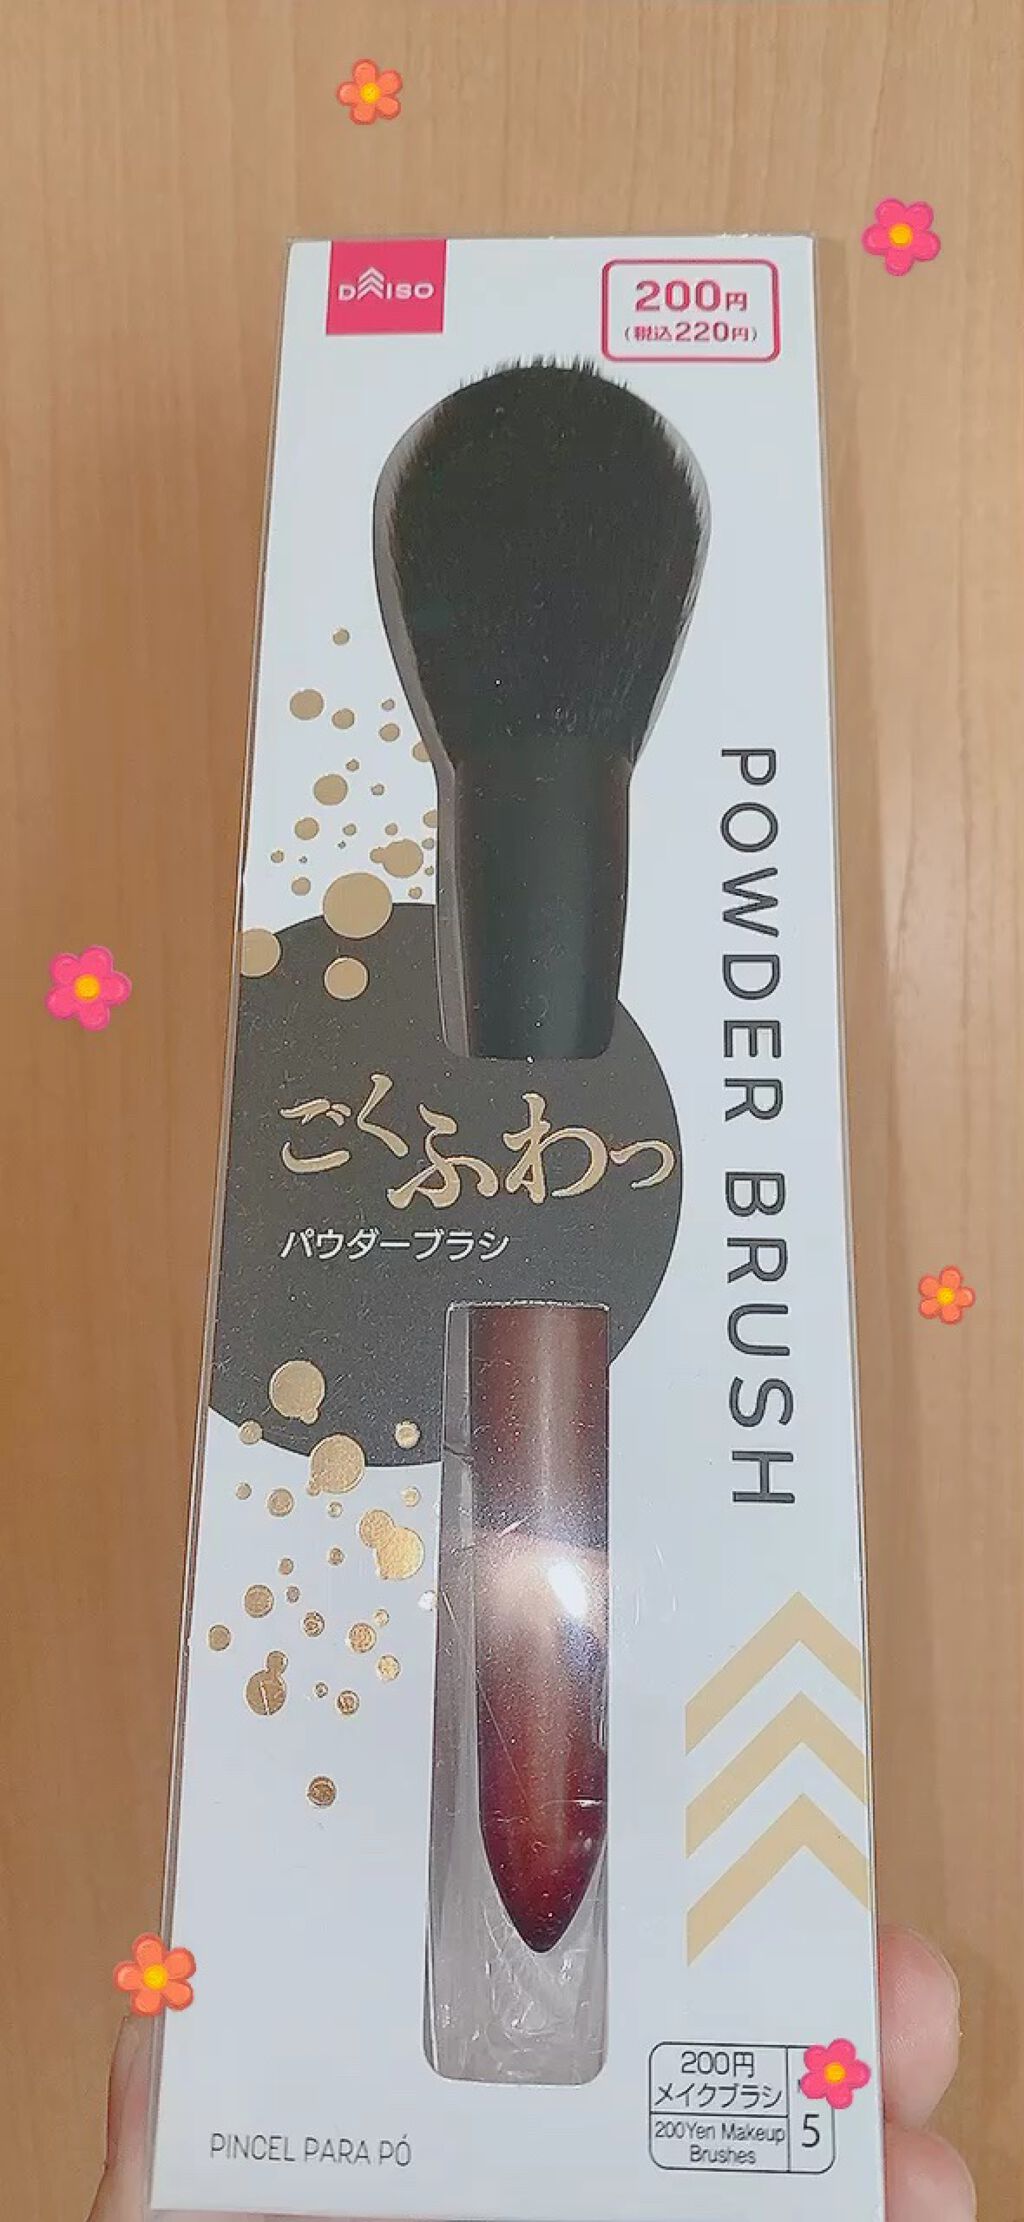 DAISO
200円
(税込220円)
POWDER BRUSH
ごくふわっ
パウダーブラシ
200円
メイクブラシ
200Yen Makeup
Brushes
5
PINCEL PARA PÓ